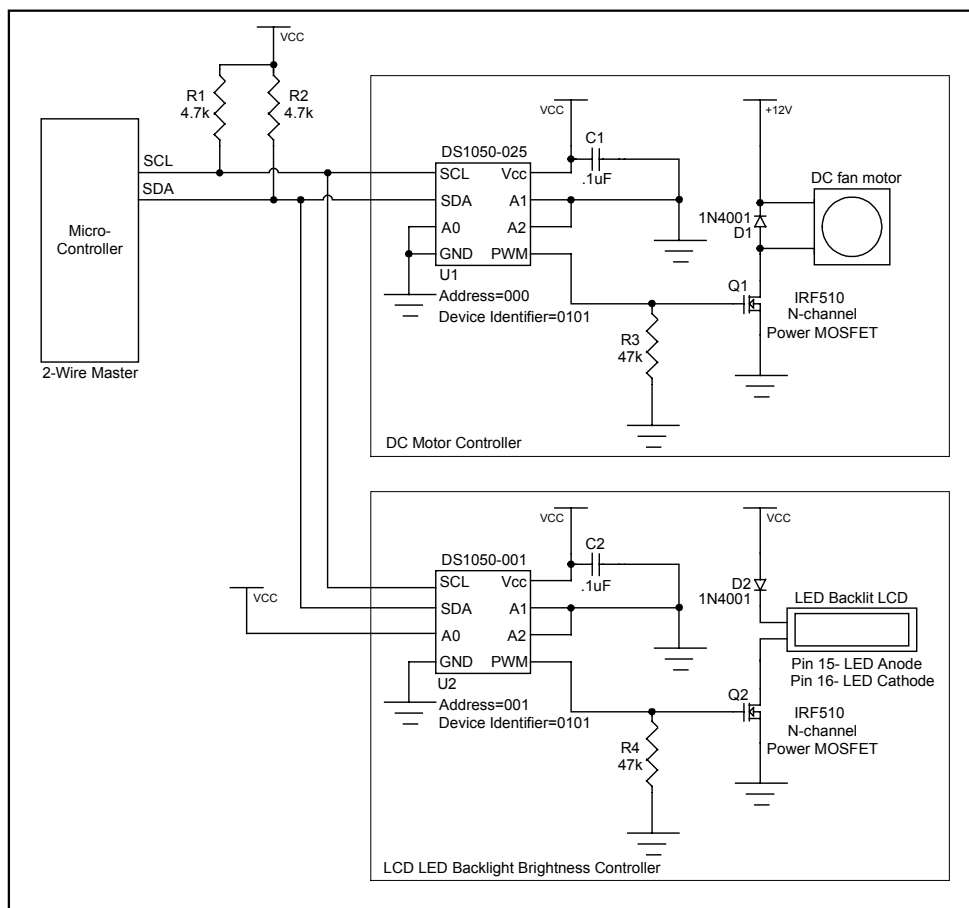 VCC
R1
4.7k
R2
4.7k
Micro-
Controller
SCL
SDA
2-Wire Master
VCC
C1
.1uF
+12V
DS1050-025
SCL
SDA
A0
GND
Vcc
A1
A2
PWM
U1
Address=000
Device Identifier=0101
DC fan motor
1N4001
D1
Q1
IRF510
N-channel
Power MOSFET
R3
47k
DC Motor Controller
VCC
C2
.1uF
VCC
DS1050-001
SCL
SDA
A0
GND
Vcc
A1
A2
PWM
VCC
U2
Address=001
Device Identifier=0101
D2
1N4001
LED Backlit LCD
Pin 15- LED Anode
Pin 16- LED Cathode
Q2
IRF510
N-channel
Power MOSFET
R4
47k
LCD LED Backlight Brightness Controller